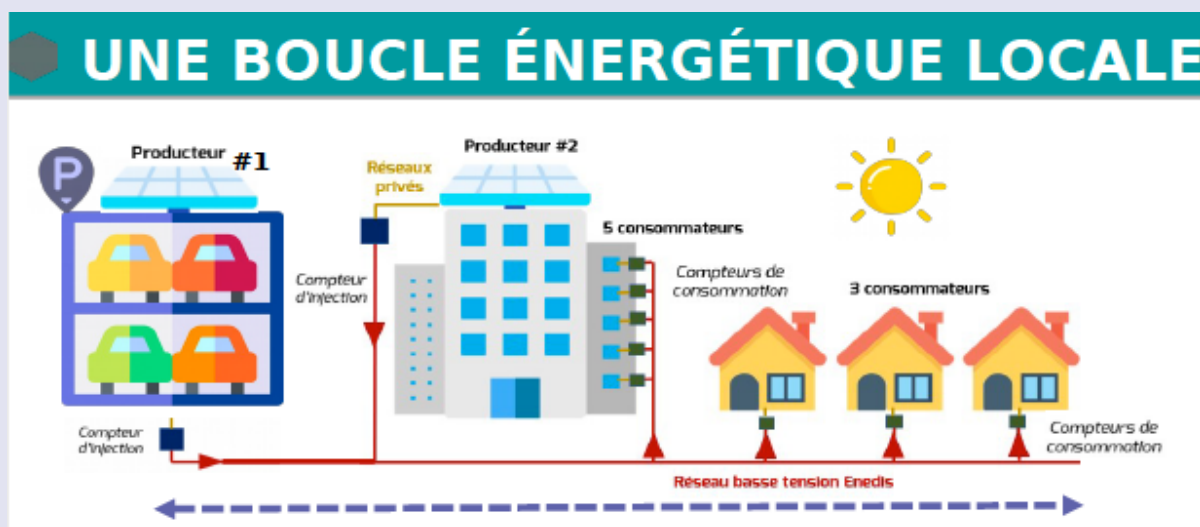 UNE BOUCLE ÉNERGÉTIQUE LOCALE
P
Producteur #1
Réseaux
privés
Producteur #2
5 consommateurs
Compteur
d'injection
Compteurs de
consommation
3 consommateurs
Compteur
d'injection
Compteurs de
consommation
Réseau basse tension Enedis